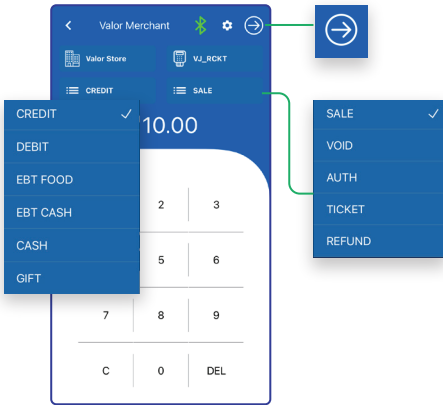 Valor Merchant
Valor Store
VJ_RCKT
CREDIT
SALE
10.00
CREDIT
DEBIT
EBT FOOD
EBT CASH
CASH
GIFT
SALE
VOID
AUTH
TICKET
REFUND
2
3
5
6
7
8
9
C
0
DEL